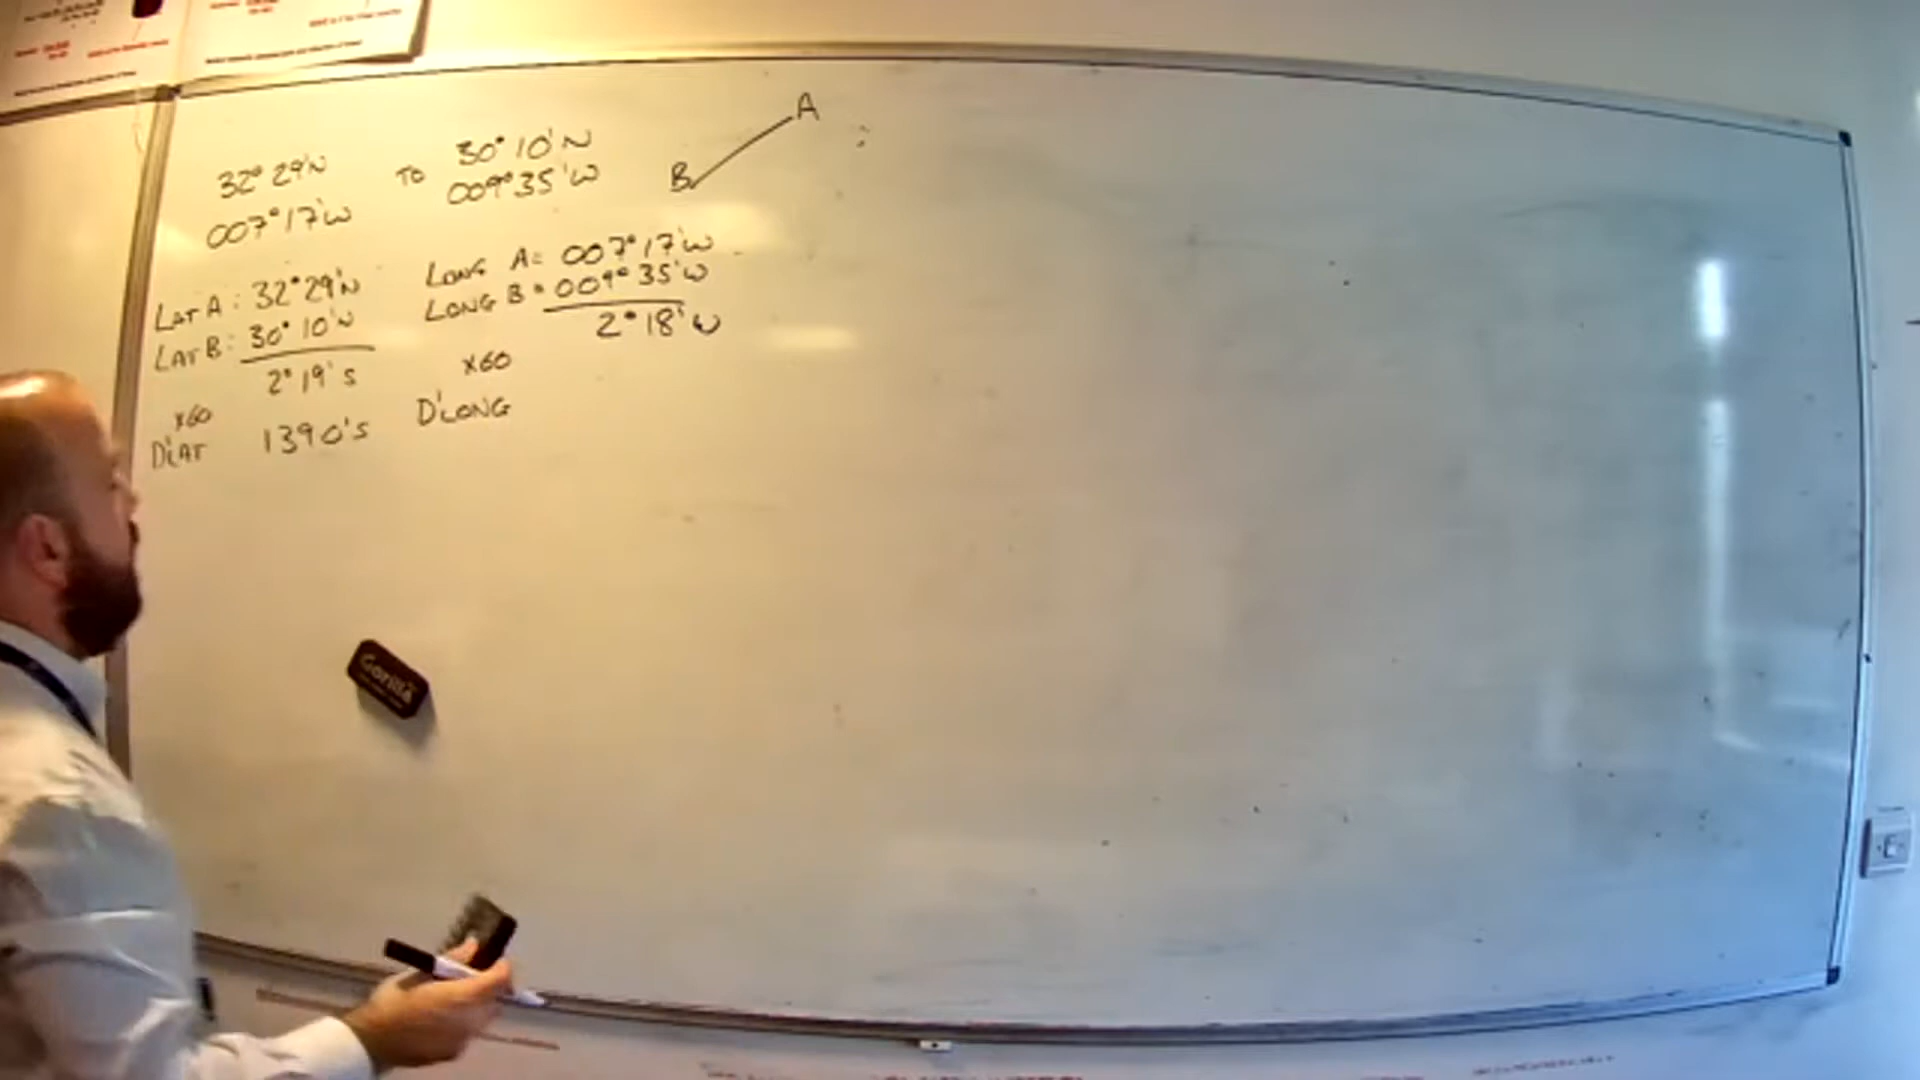 32° 29'N TO 30° 10'N
007° 17'W 009° 35'W
A
B
LAT A : 32° 29'N
LAT B : 30° 10'N
2° 19' S
x60
D'LAT 1390'S
LONG A = 007° 17'W
LONG B = 009° 35'W
2° 18' W
x60
D'LONG
Gorilla